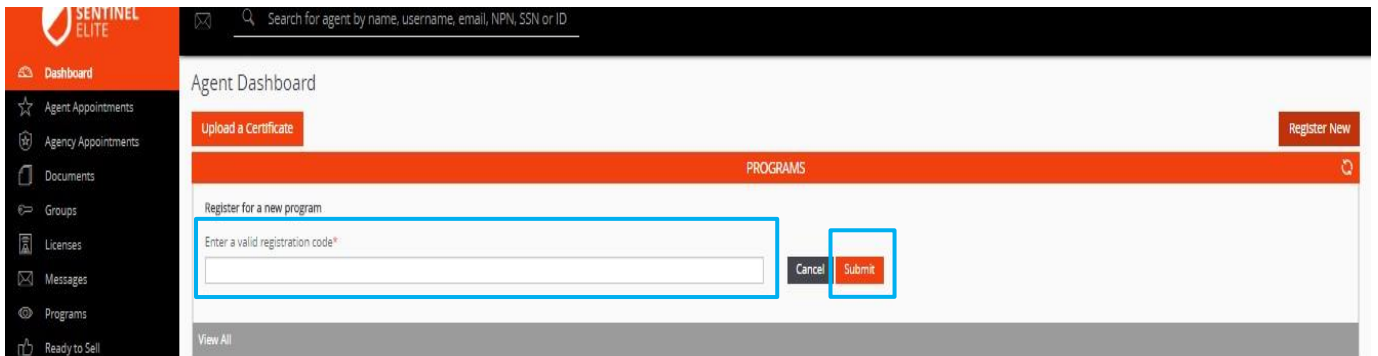 SENTINEL
ELITE
Search for agent by name, username, email, NPN, SSN or ID
Dashboard
Agent Appointments
Agency Appointments
Documents
Groups
Licenses
Messages
Programs
Ready to Sell
Agent Dashboard
Upload a Certificate
Register New
PROGRAMS
Register for a new program
Enter a valid registration code*
Cancel
Submit
View All